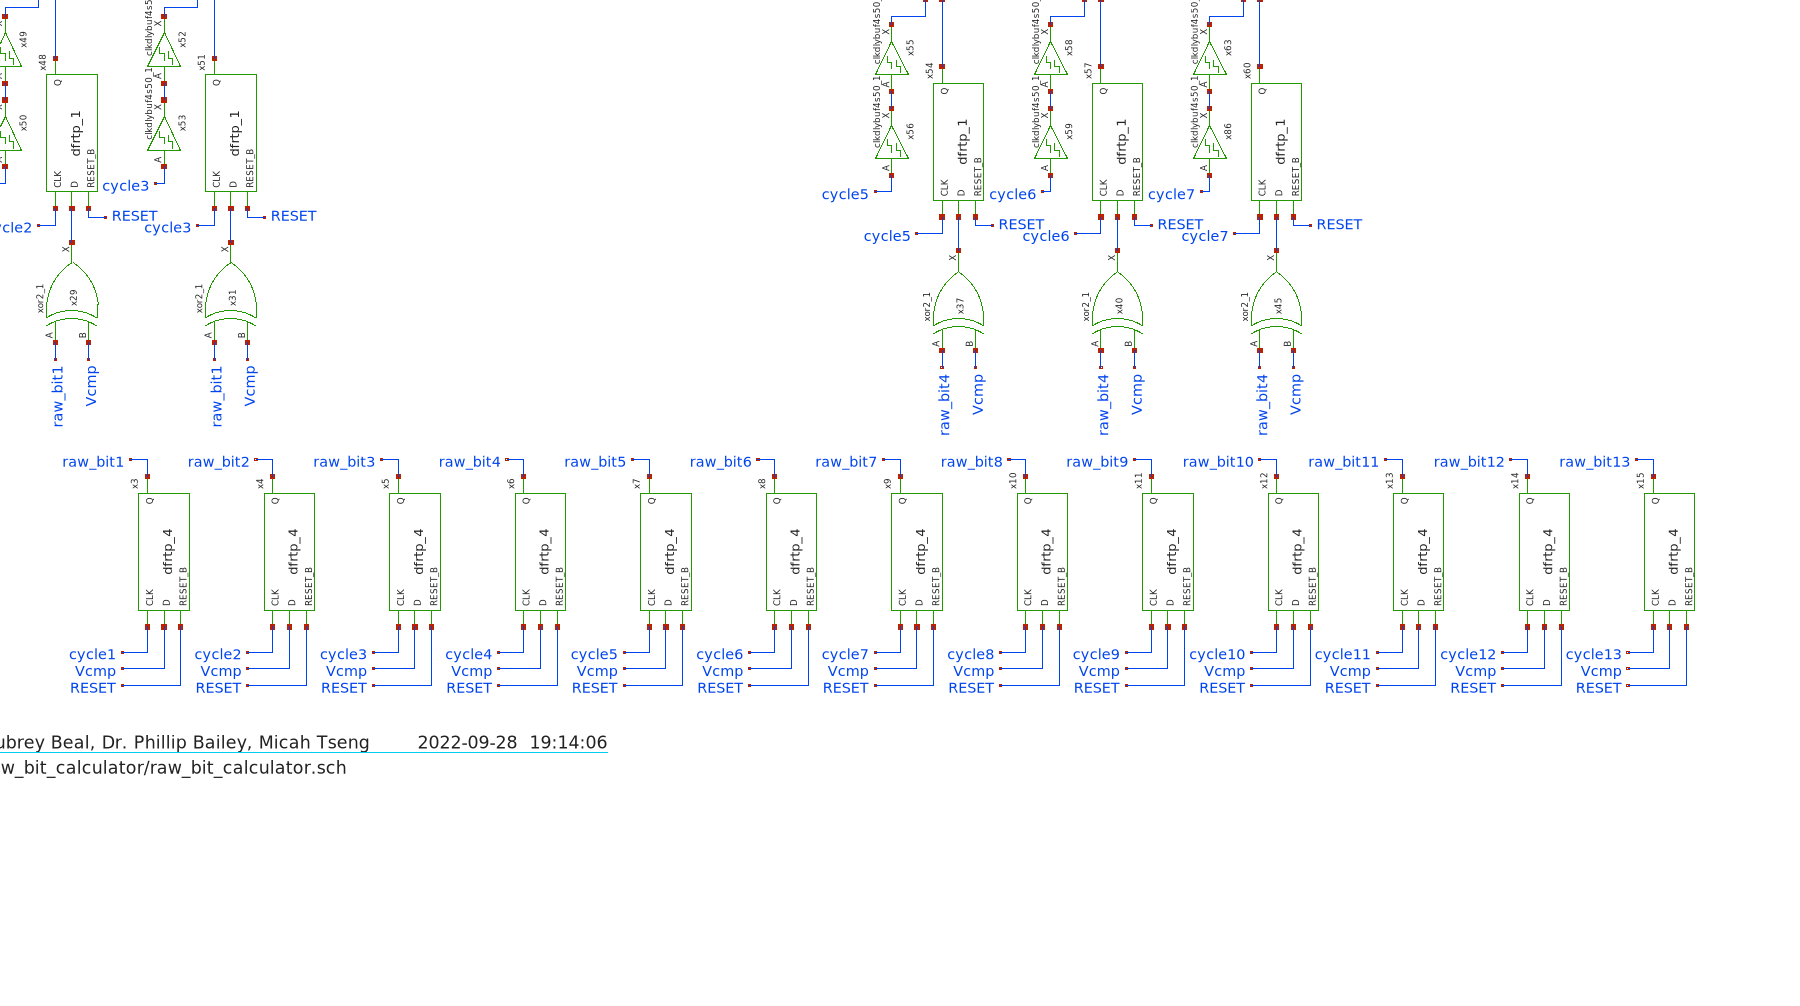 x49
x48
x52
x51
clkdlybuf4s50_1
X
A
Q
dfrtp_1
CLK
D
RESET_B
x50
x53
clkdlybuf4s50_1
X
A
Q
dfrtp_1
CLK
D
RESET_B
cycle3
RESET
cycle3
RESET
X
xor2_1
x29
A
B
raw_bit1
Vcmp
X
xor2_1
x31
A
B
raw_bit1
Vcmp
X
x55
x54
A
clkdlybuf4s50_1
X
x56
A
Q
dfrtp_1
CLK
D
RESET_B
cycle5
cycle5
RESET
X
x58
x57
A
clkdlybuf4s50_1
X
x59
A
Q
dfrtp_1
CLK
D
RESET_B
cycle6
cycle6
RESET
X
x63
x60
A
clkdlybuf4s50_1
X
x86
A
Q
dfrtp_1
CLK
D
RESET_B
cycle7
cycle7
RESET
X
xor2_1
x37
A
B
raw_bit4
Vcmp
X
xor2_1
x40
A
B
raw_bit4
Vcmp
X
xor2_1
x45
A
B
raw_bit4
Vcmp
raw_bit1
x3
Q
dfrtp_4
CLK
D
RESET_B
cycle1
Vcmp
RESET
raw_bit2
x4
Q
dfrtp_4
CLK
D
RESET_B
cycle2
Vcmp
RESET
raw_bit3
x5
Q
dfrtp_4
CLK
D
RESET_B
cycle3
Vcmp
RESET
raw_bit4
x6
Q
dfrtp_4
CLK
D
RESET_B
cycle4
Vcmp
RESET
raw_bit5
x7
Q
dfrtp_4
CLK
D
RESET_B
cycle5
Vcmp
RESET
raw_bit6
x8
Q
dfrtp_4
CLK
D
RESET_B
cycle6
Vcmp
RESET
raw_bit7
x9
Q
dfrtp_4
CLK
D
RESET_B
cycle7
Vcmp
RESET
raw_bit8
x10
Q
dfrtp_4
CLK
D
RESET_B
cycle8
Vcmp
RESET
raw_bit9
x11
Q
dfrtp_4
CLK
D
RESET_B
cycle9
Vcmp
RESET
raw_bit10
x12
Q
dfrtp_4
CLK
D
RESET_B
cycle10
Vcmp
RESET
raw_bit11
x13
Q
dfrtp_4
CLK
D
RESET_B
cycle11
Vcmp
RESET
raw_bit12
x14
Q
dfrtp_4
CLK
D
RESET_B
cycle12
Vcmp
RESET
raw_bit13
x15
Q
dfrtp_4
CLK
D
RESET_B
cycle13
Vcmp
RESET
ubrey Beal, Dr. Phillip Bailey, Micah Tseng 2022-09-28 19:14:06
w_bit_calculator/raw_bit_calculator.sch